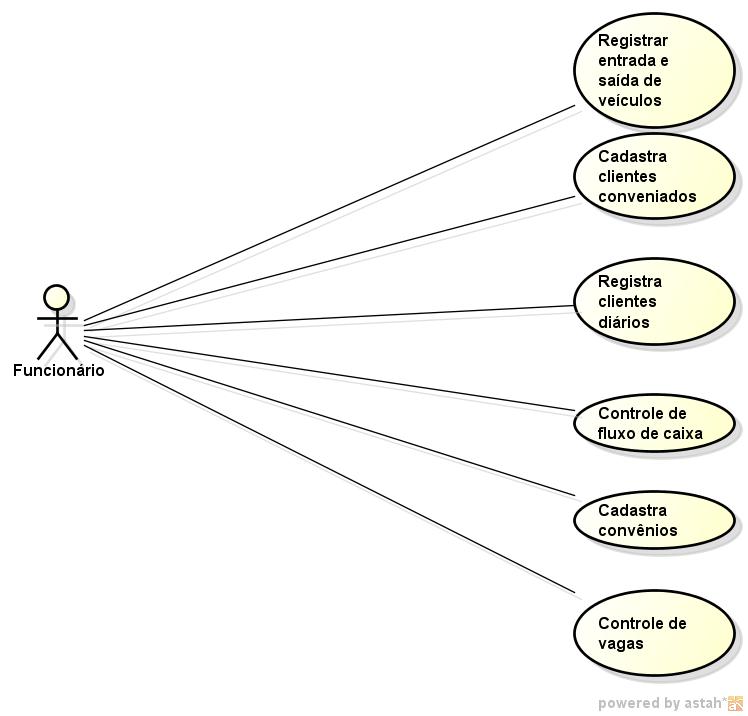 Registrar
entrada e
saída de
veículos
Cadastra
clientes
conveniados
Registra
clientes
diários
Funcionário
Controle de
fluxo de caixa
Cadastra
convênios
Controle de
vagas
powered by astah*